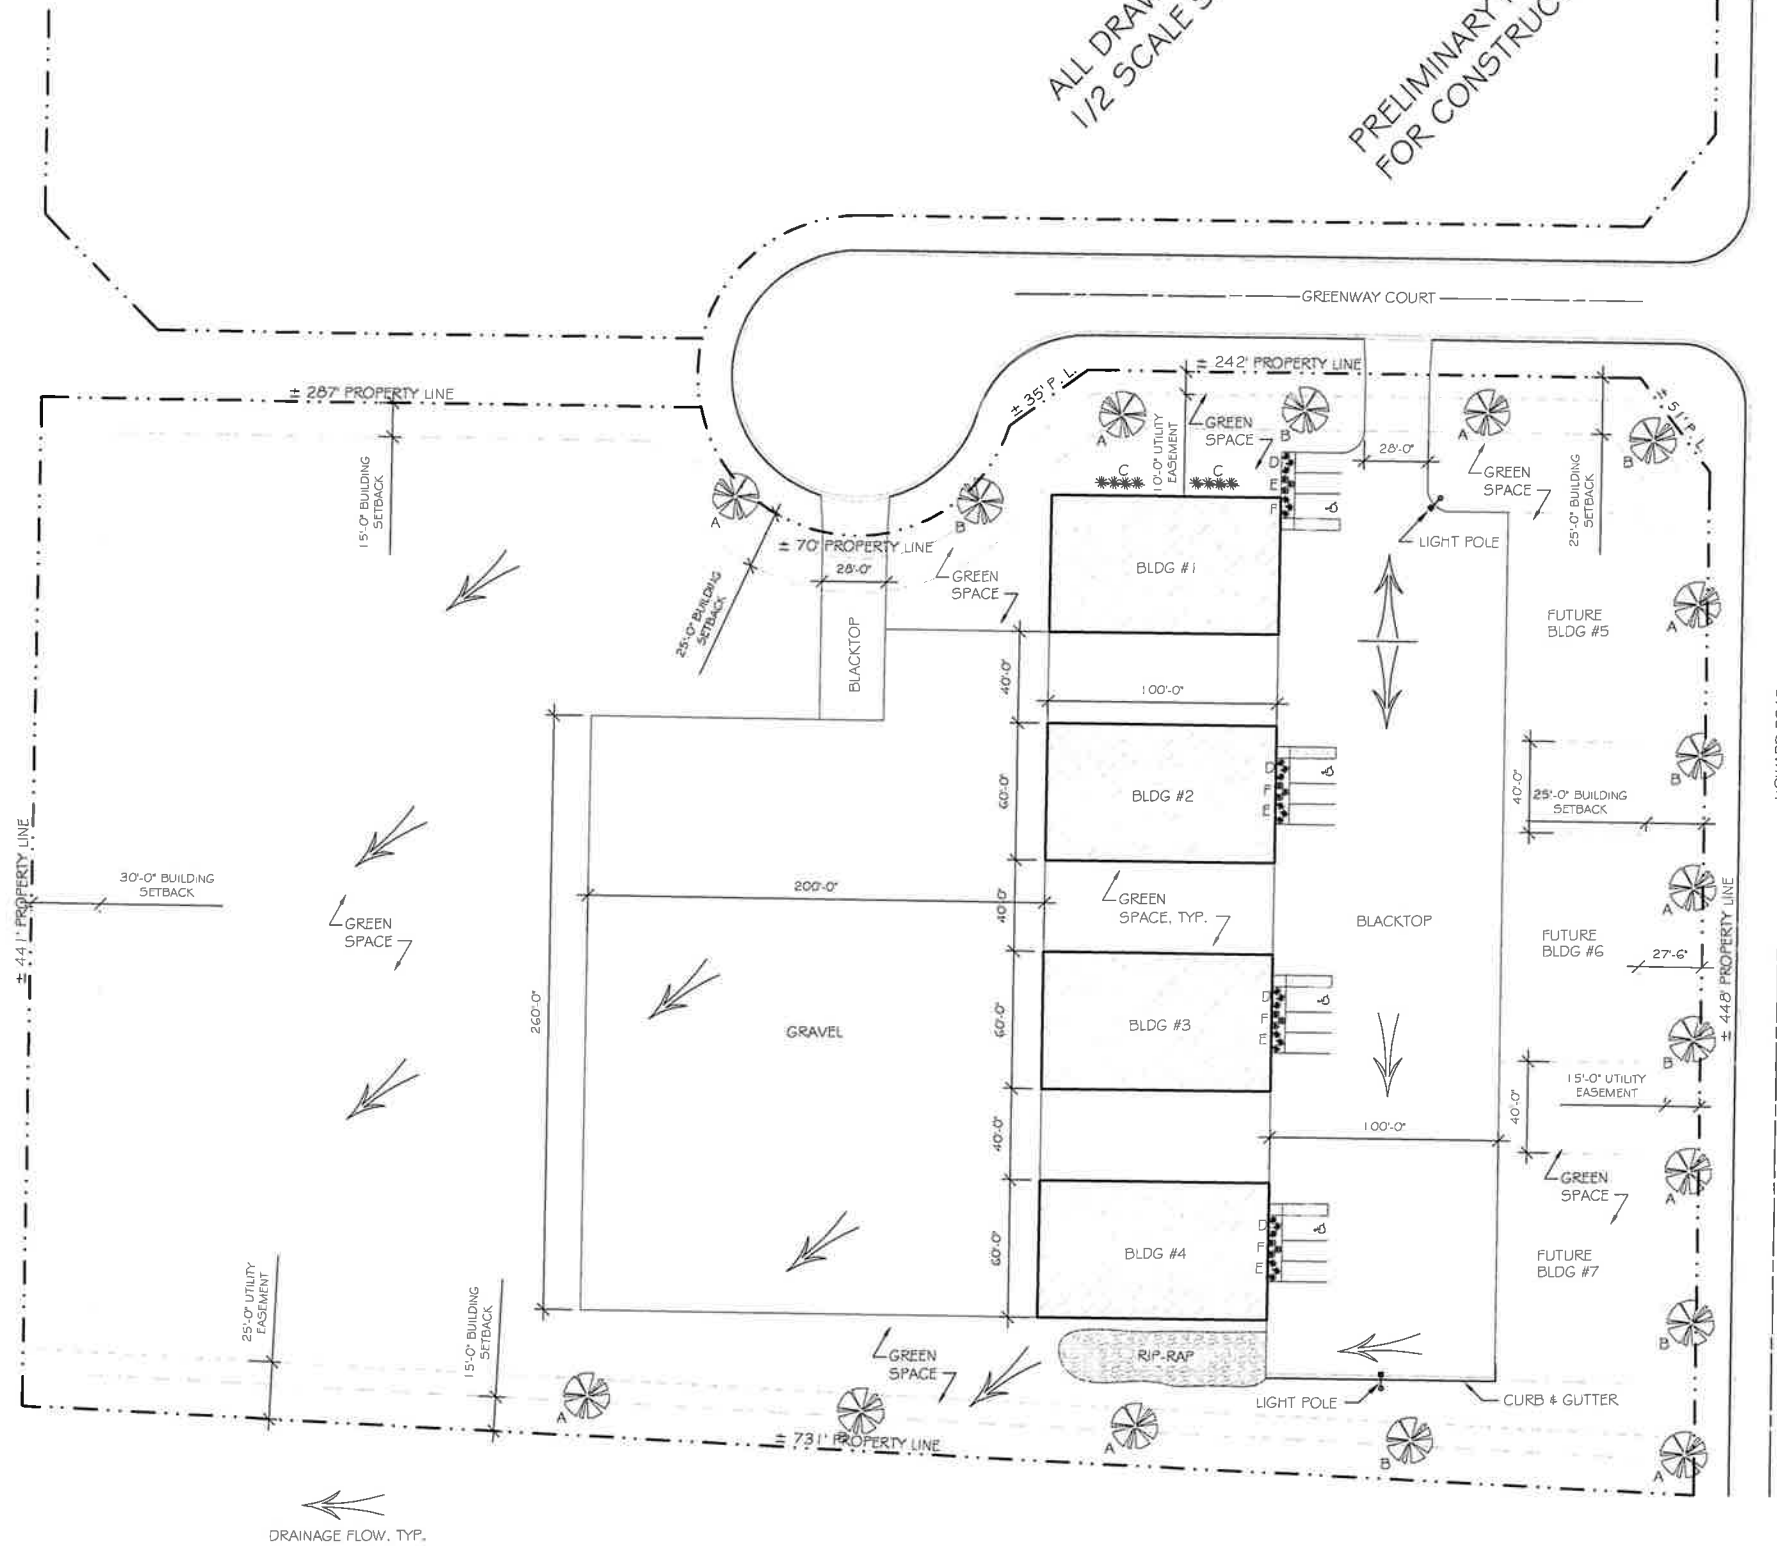 ALL DRAW
1/2 SCALE
PRELIMINARY
FOR CONSTRUC
GREENWAY COURT
± 287' PROPERTY LINE
± 35' P. L.
± 242' PROPERTY LINE
± 51' P. L.
15'-0" BUILDING
SETBACK
A
B
± 70' PROPERTY LINE
28'-0"
25'-0" BUILDING
SETBACK
BLACKTOP
GREEN
SPACE
A
C
C
10'-0" UTILITY
EASEMENT
GREEN
SPACE
B
D
E
F
28'-0"
A
GREEN
SPACE
B
25'-0" BUILDING
SETBACK
LIGHT POLE
BLDG #1
FUTURE
BLDG #5
A
40'-0"
100'-0"
BLDG #2
60'-0"
D
F
E
40'-0"
25'-0" BUILDING
SETBACK
B
± 441' PROPERTY LINE
30'-0" BUILDING
SETBACK
GREEN
SPACE
200'-0"
40'-0"
GREEN
SPACE, TYP.
BLACKTOP
FUTURE
BLDG #6
27'-6"
A
± 448' PROPERTY LINE
260'-0"
GRAVEL
60'-0"
BLDG #3
D
F
E
B
15'-0" UTILITY
EASEMENT
40'-0"
40'-0"
100'-0"
GREEN
SPACE
A
60'-0"
BLDG #4
D
F
E
FUTURE
BLDG #7
B
25'-0" UTILITY
EASEMENT
15'-0" BUILDING
SETBACK
GREEN
SPACE
RIP-RAP
LIGHT POLE
CURB & GUTTER
A
B
A
B
A
± 731' PROPERTY LINE
DRAINAGE FLOW, TYP.